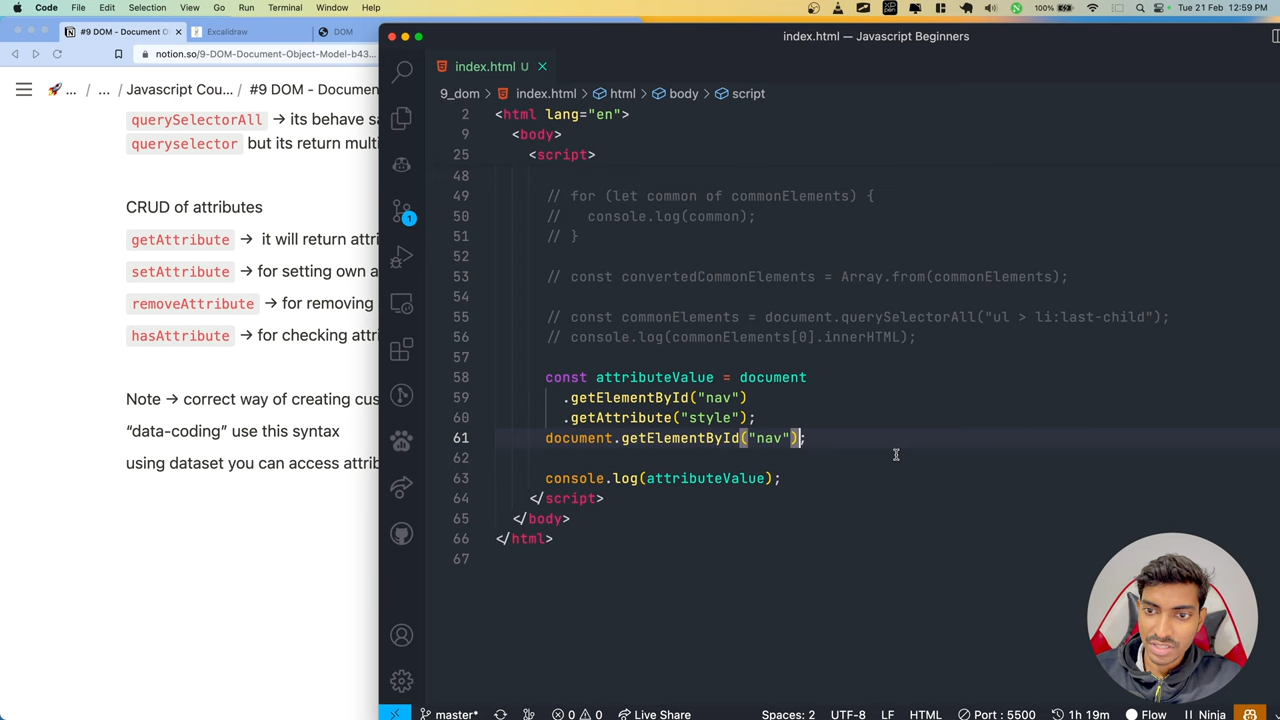 Code File Edit Selection View Go Run Terminal Window Help
100% Tue 21 Feb 12:59 PM
#9 DOM - Document O
Excalidraw
DOM
notion.so/9-DOM-Document-Object-Model-b43...
🚀 ... / ... / Javascript Cou... / #9 DOM - Documen
querySelectorAll → its behave sa
queryselector but its return multi
CRUD of attributes
getAttribute → it will return attri
setAttribute → for setting own a
removeAttribute → for removing
hasAttribute → for checking attri
Note → correct way of creating cus
“data-coding” use this syntax
using dataset you can access attrib
index.html — Javascript Beginners
index.html U
9_dom > index.html > html > body > script
2 <html lang="en">
9 <body>
25 <script>
48
49 // for (let common of commonElements) {
50 // console.log(common);
51 // }
52
53 // const convertedCommonElements = Array.from(commonElements);
54
55 // const commonElements = document.querySelectorAll("ul > li:last-child");
56 // console.log(commonElements[0].innerHTML);
57
58 const attributeValue = document
59 .getElementById("nav")
60 .getAttribute("style");
61 document.getElementById("nav");
62
63 console.log(attributeValue);
64 </script>
65 </body>
66 </html>
67
1
master* 0 0 Live Share Spaces: 2 UTF-8 LF HTML Port : 5500 1h 19m Flow Ninja